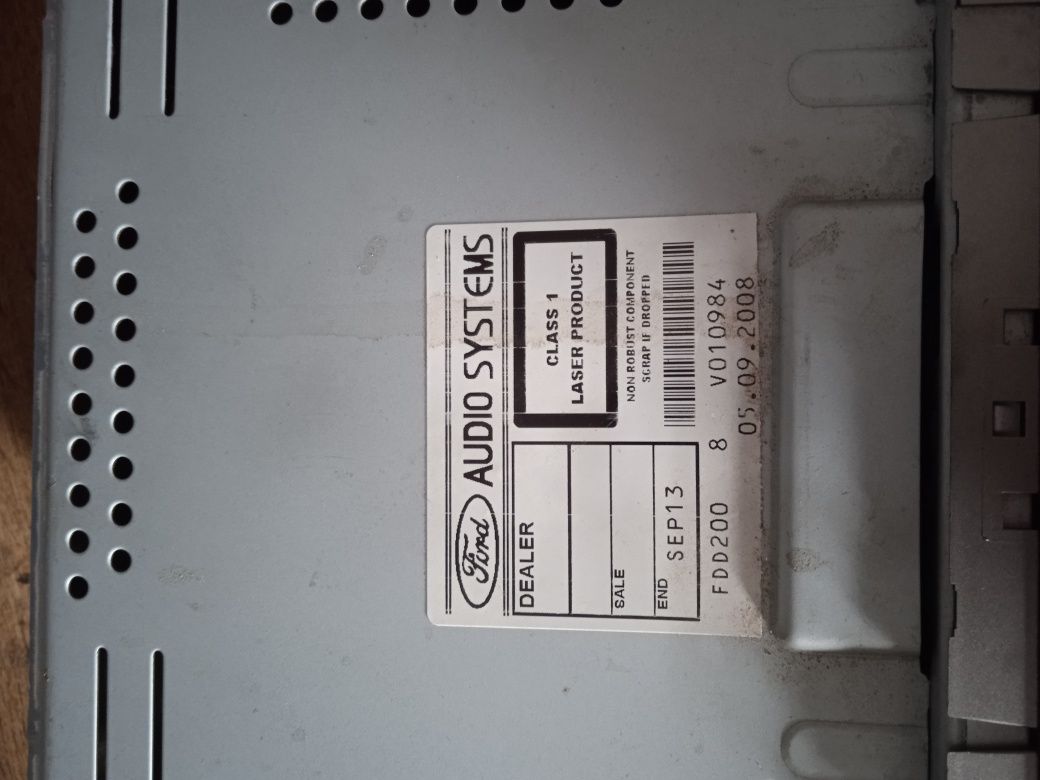 Ford AUDIO SYSTEMS
DEALER
SALE
END SEP13
CLASS 1
LASER PRODUCT
NON ROBUST COMPONENT
SCRAP IF DROPPED
FDD200 8 V010984
05.09.2008